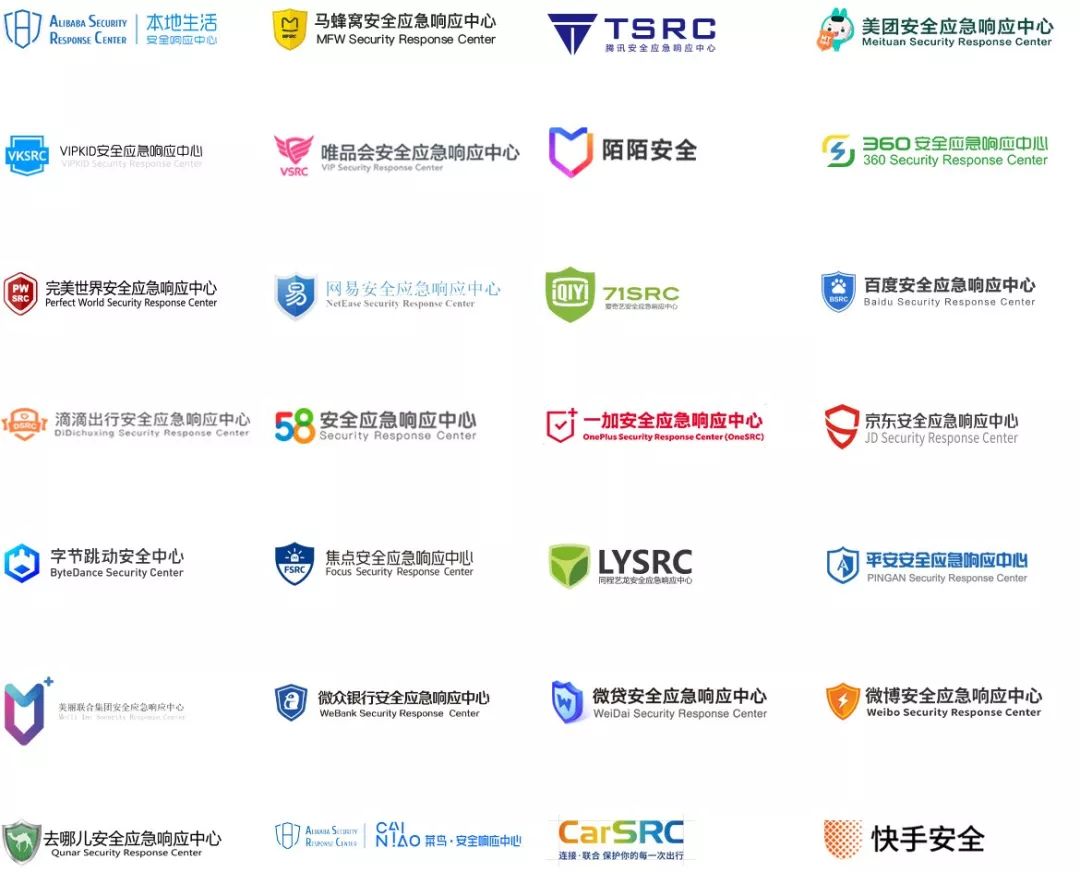 ALIBABA SECURITY
RESPONSE CENTER
本地生活
安全响应中心
MFSRC
马蜂窝安全应急响应中心
MFW Security Response Center
TSRC
腾讯安全应急响应中心
美团安全应急响应中心
Meituan Security Response Center
VKSRC
VIPKID安全应急响应中心
VIPKID Security Response Center
VSRC
唯品会安全应急响应中心
VIP Security Response Center
陌陌安全
360安全应急响应中心
360 Security Response Center
PW
SRC
完美世界安全应急响应中心
Perfect World Security Response Center
易
网易安全应急响应中心
NetEase Security Response Center
iQIYI
71SRC
爱奇艺安全应急响应中心
BSRC
百度安全应急响应中心
Baidu Security Response Center
DSRC
滴滴出行安全应急响应中心
DiDichuxing Security Response Center
58
安全应急响应中心
Security Response Center
一加安全应急响应中心
OnePlus Security Response Center (OneSRC)
京东安全应急响应中心
JD Security Response Center
字节跳动安全中心
ByteDance Security Center
FSRC
焦点安全应急响应中心
Focus Security Response Center
LYSRC
同程艺龙安全应急响应中心
平安安全应急响应中心
PINGAN Security Response Center
美丽联合集团安全应急响应中心
Meili Inc Security Response Center
微众银行安全应急响应中心
WeBank Security Response Center
微贷安全应急响应中心
WeiDai Security Response Center
微博安全应急响应中心
Weibo Security Response Center
去哪儿安全应急响应中心
Qunar Security Response Center
ALIBABA SECURITY
RESPONSE CENTER
CAI
NIAO 菜鸟·安全响应中心
CarSRC
连接·联合 保护你的每一次出行
快手安全